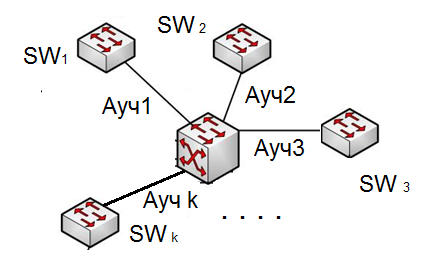 SW 2
SW1
Ауч1
Ауч2
Ауч3
SW 3
Ауч k
. . . .
SW k